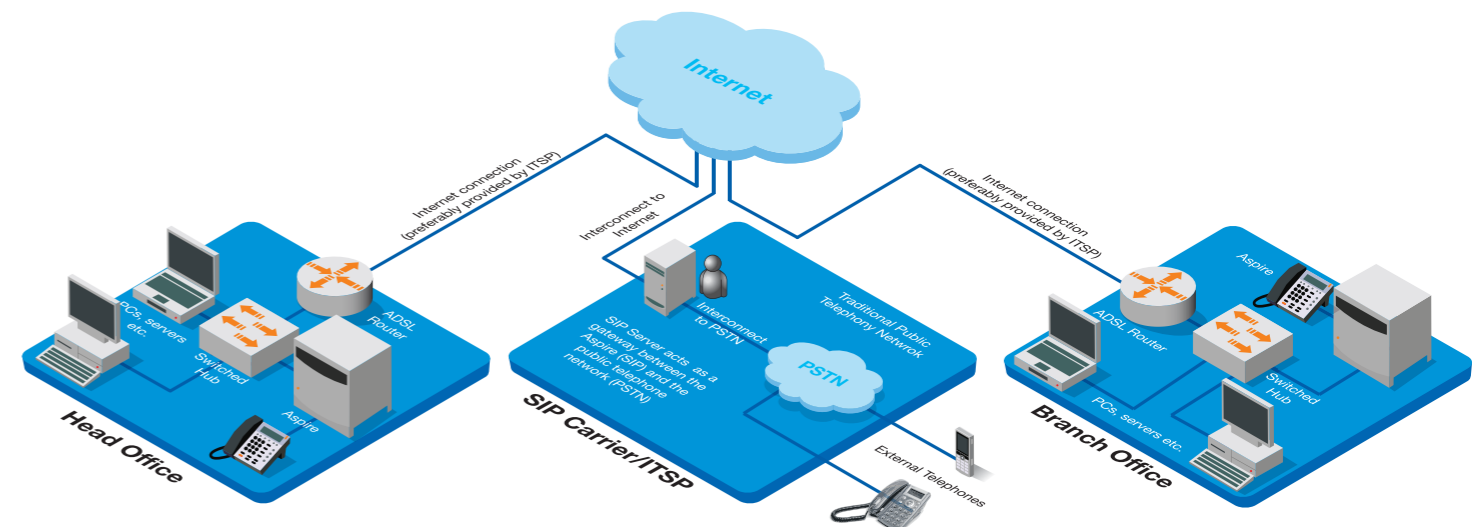 Internet
Internet connection
(preferably provided by ITSP)
Interconnect to
Internet
Internet connection
(preferably provided by ITSP)
PCs, servers
etc.
ADSL
Router
Switched
Hub
Aspire
Head Office
Interconnect
to PSTN
Traditional Public
Telephony Network
SIP Server acts as a
gateway between the
Aspire (SIP) and the
public telephone
network (PSTN)
PSTN
SIP Carrier/ITSP
External Telephones
Aspire
ADSL Router
Switched
Hub
PCs, servers etc.
Branch Office